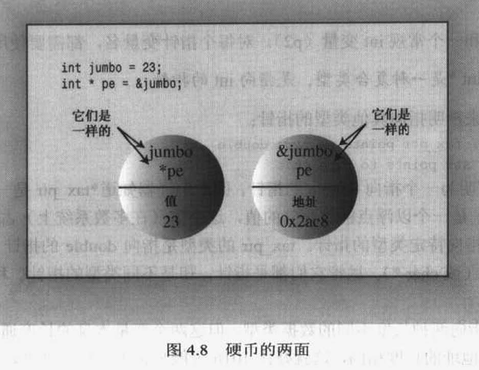 int jumbo = 23;
int * pe = &jumbo;
它们是
一样的
jumbo
*pe
值
23
它们是
一样的
&jumbo
pe
地址
0x2ac8
图 4.8 硬币的两面